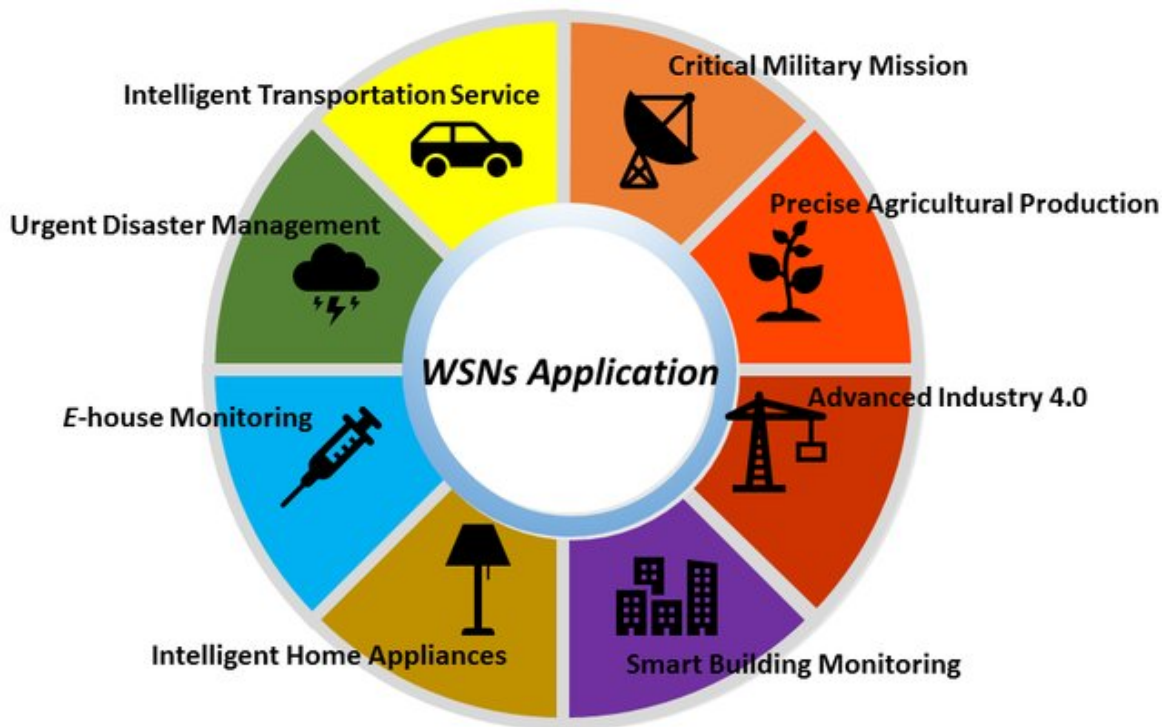 Critical Military Mission
Intelligent Transportation Service
Precise Agricultural Production
Urgent Disaster Management
WSNs Application
Advanced Industry 4.0
E-house Monitoring
Intelligent Home Appliances
Smart Building Monitoring